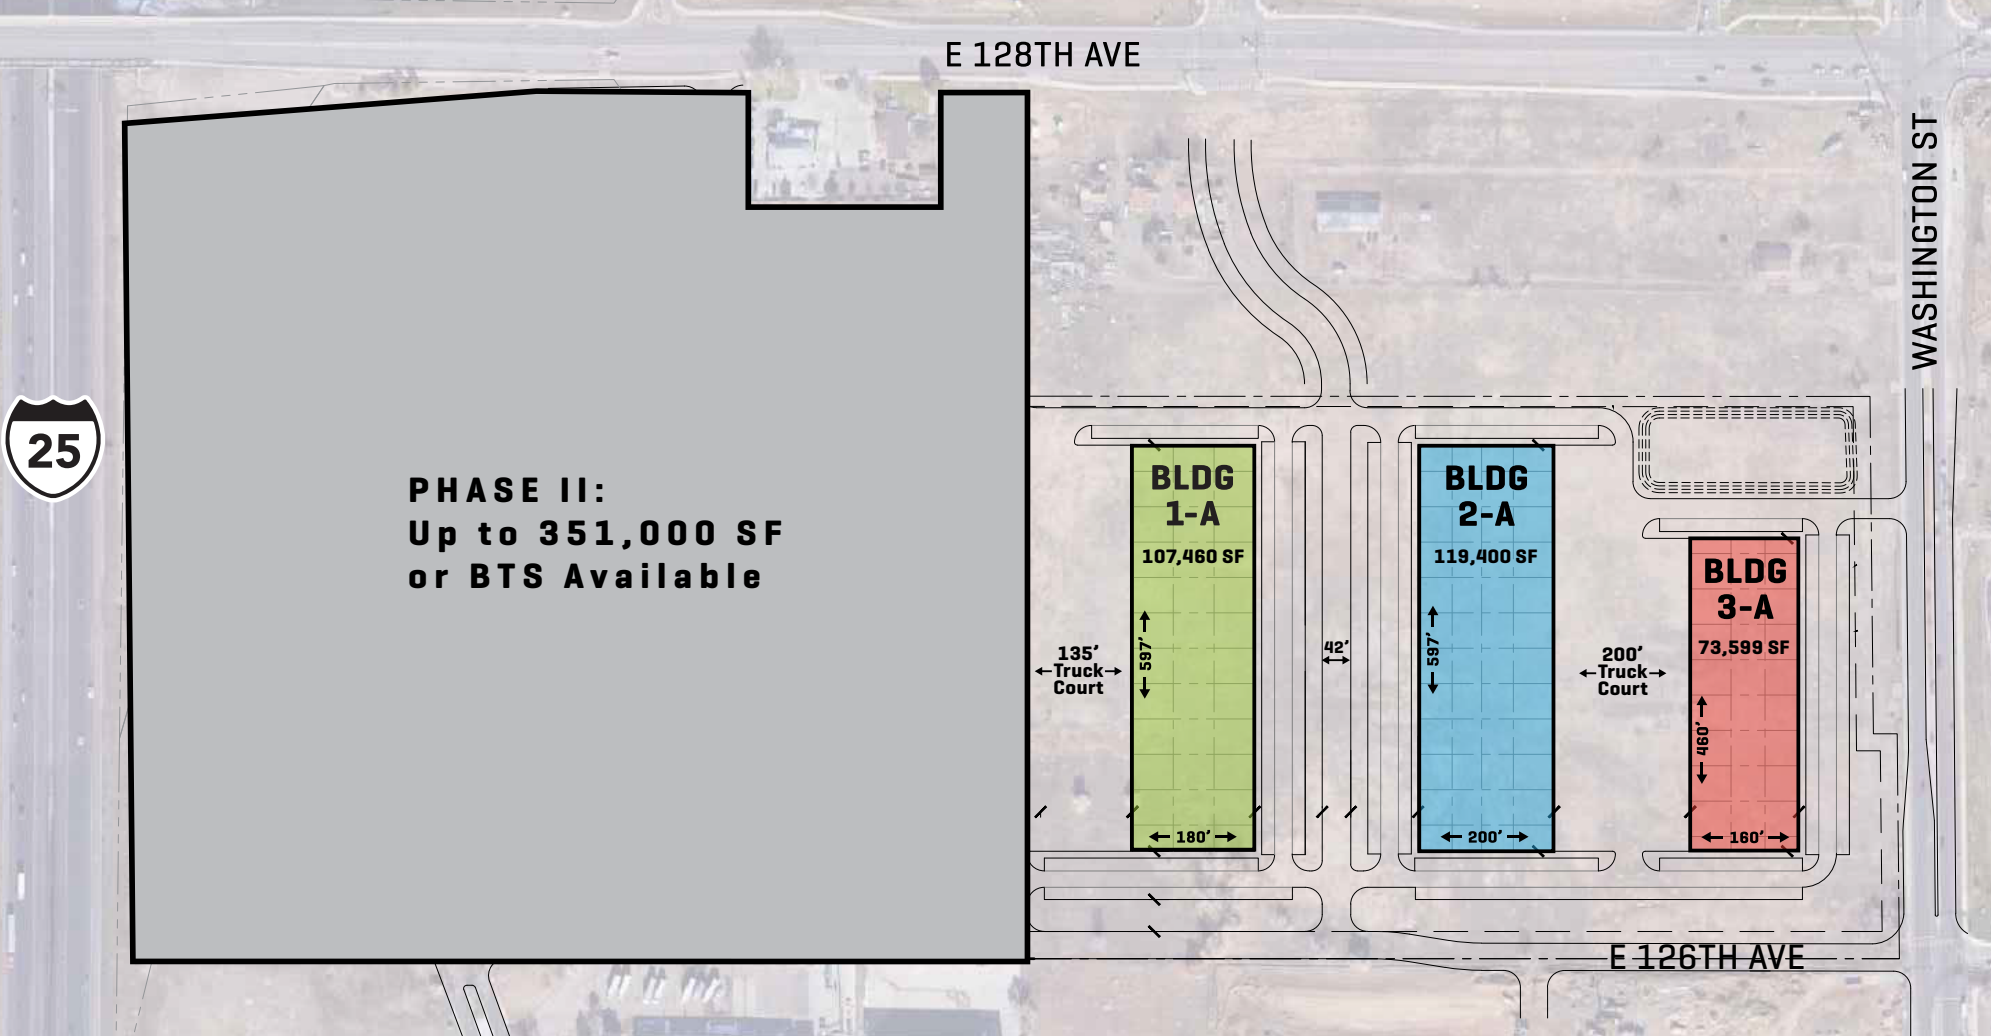 E 128TH AVE
WASHINGTON ST
25
PHASE II:
Up to 351,000 SF
or BTS Available
BLDG
1-A
107,460 SF
597'
180'
135'
Truck
Court
42'
BLDG
2-A
119,400 SF
597'
200'
200'
Truck
Court
BLDG
3-A
73,599 SF
460'
160'
E 126TH AVE